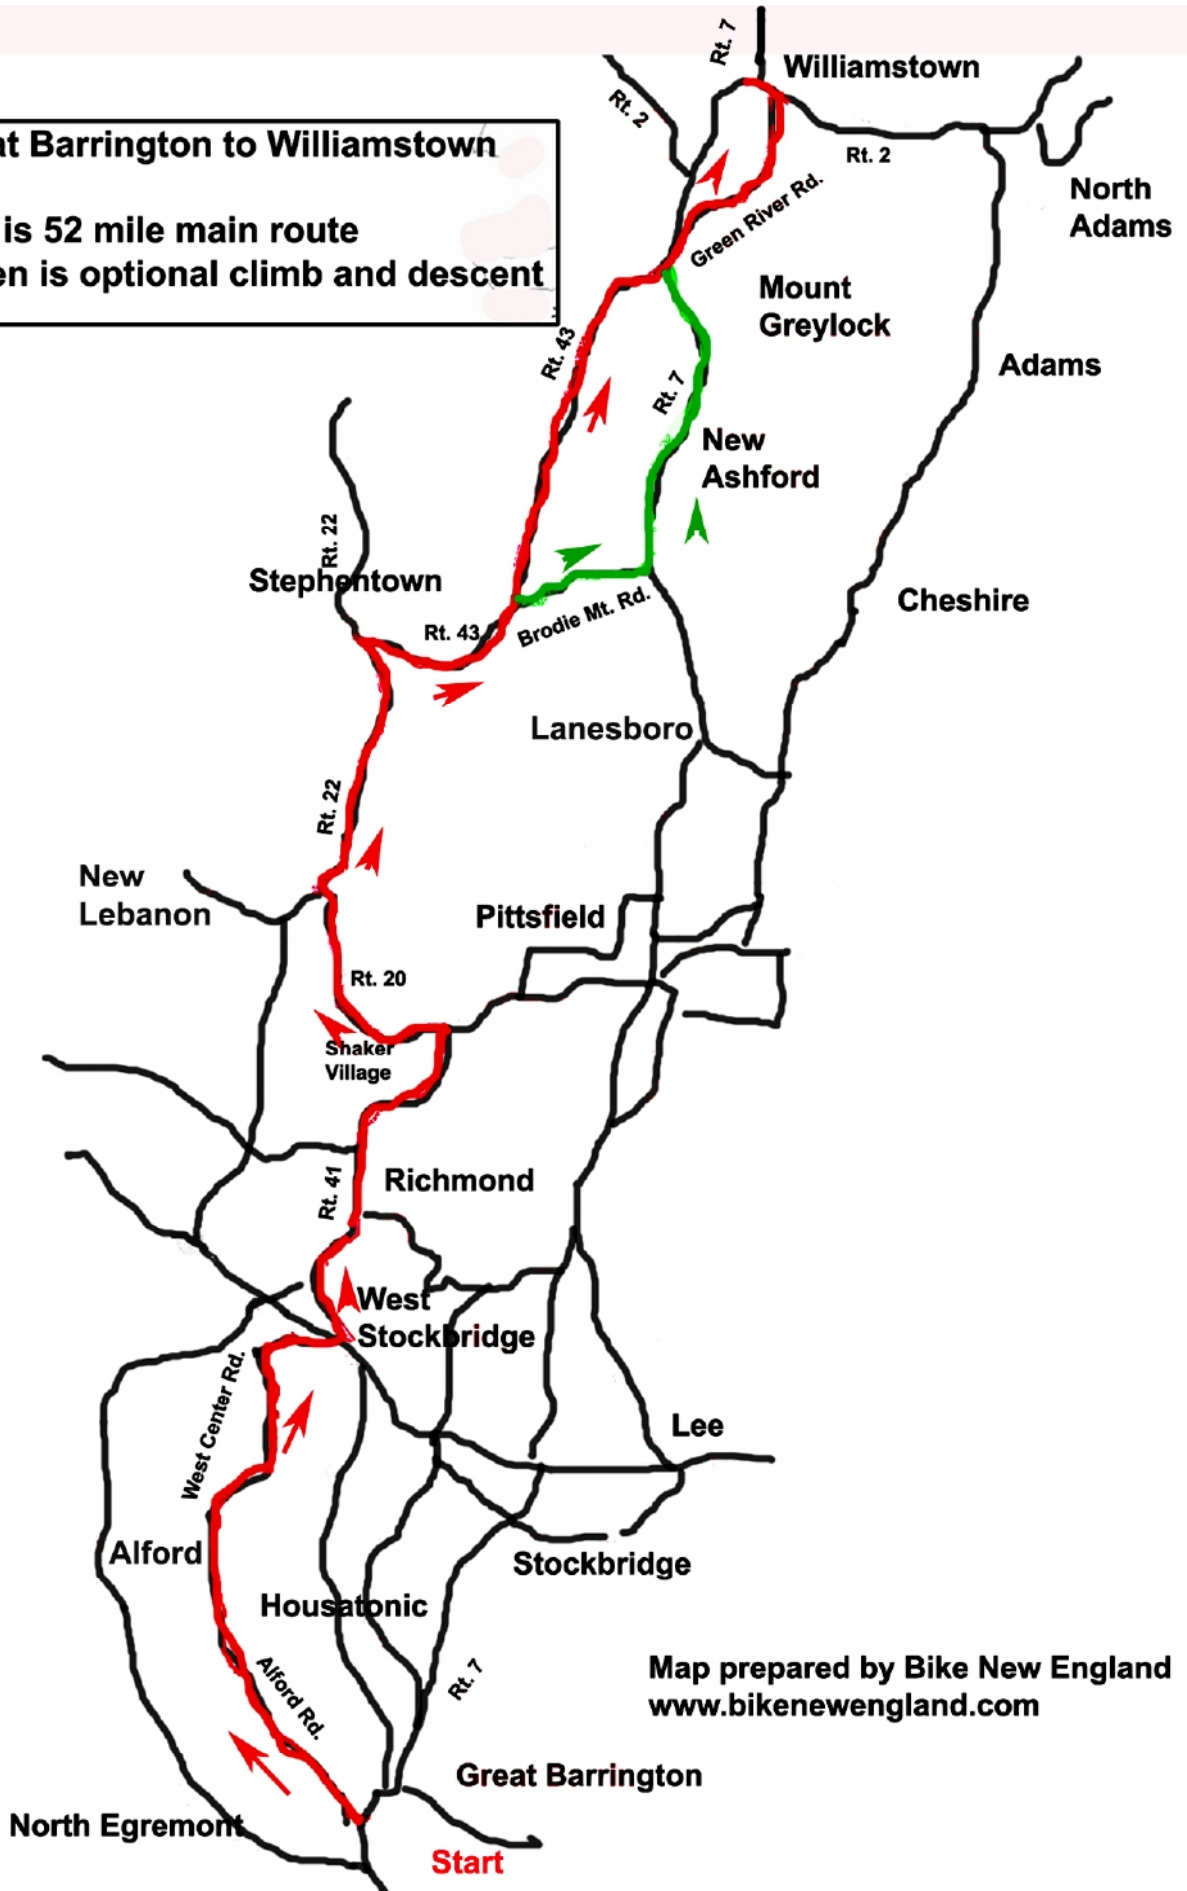 Rt. 7
Williamstown
Rt. 2
at Barrington to Williamstown
Rt. 2
North
Adams
is 52 mile main route
en is optional climb and descent
Green River Rd.
Mount
Greylock
Rt. 43
Adams
Rt. 7
New
Ashford
Rt. 22
Stephentown
Cheshire
Brodie Mt. Rd.
Rt. 43
Lanesboro
Rt. 22
New
Lebanon
Pittsfield
Rt. 20
Shaker
Village
Rt. 41
Richmond
West
Stockbridge
West Center Rd.
Lee
Alford
Stockbridge
Housatonic
Alford Rd.
Rt. 7
Map prepared by Bike New England
www.bikenewengland.com
Great Barrington
North Egremont
Start